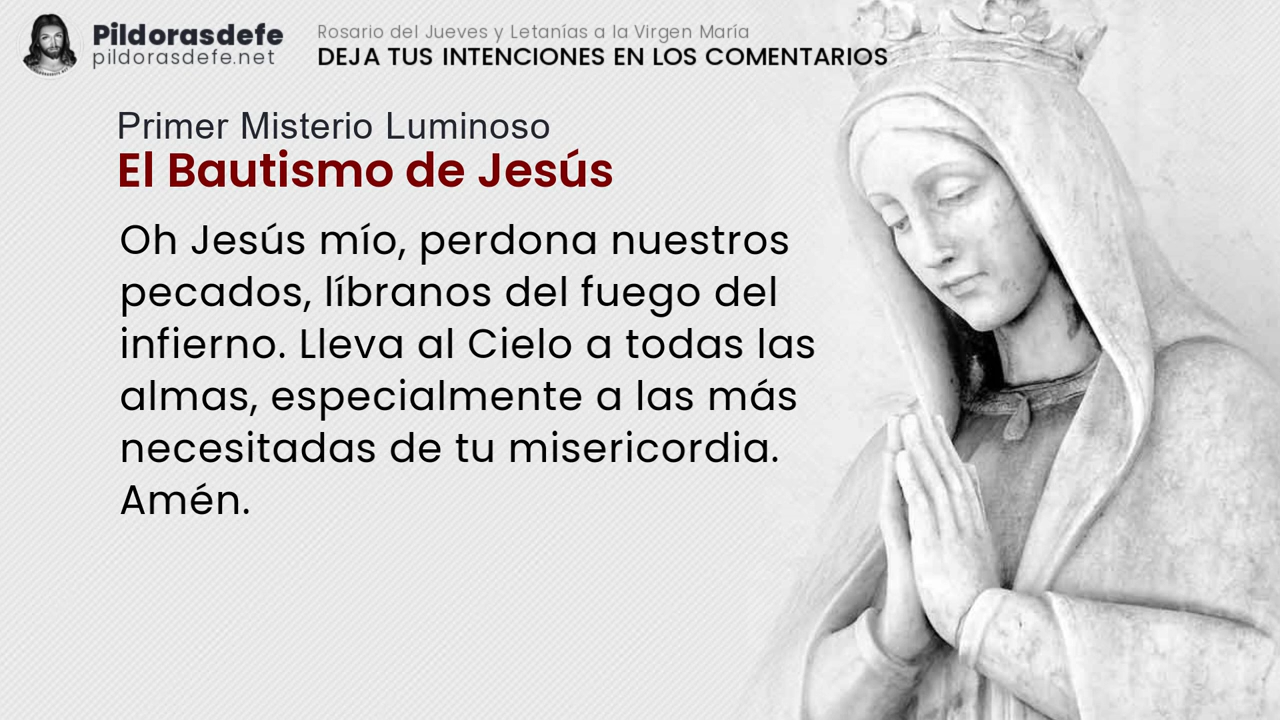 Pildorasdefe
pildorasdefe.net
Rosario del Jueves y Letanías a la Virgen María
DEJA TUS INTENCIONES EN LOS COMENTARIOS
Primer Misterio Luminoso
El Bautismo de Jesús
Oh Jesús mío, perdona nuestros
pecados, líbranos del fuego del
infierno. Lleva al Cielo a todas las
almas, especialmente a las más
necesitadas de tu misericordia.
Amén.